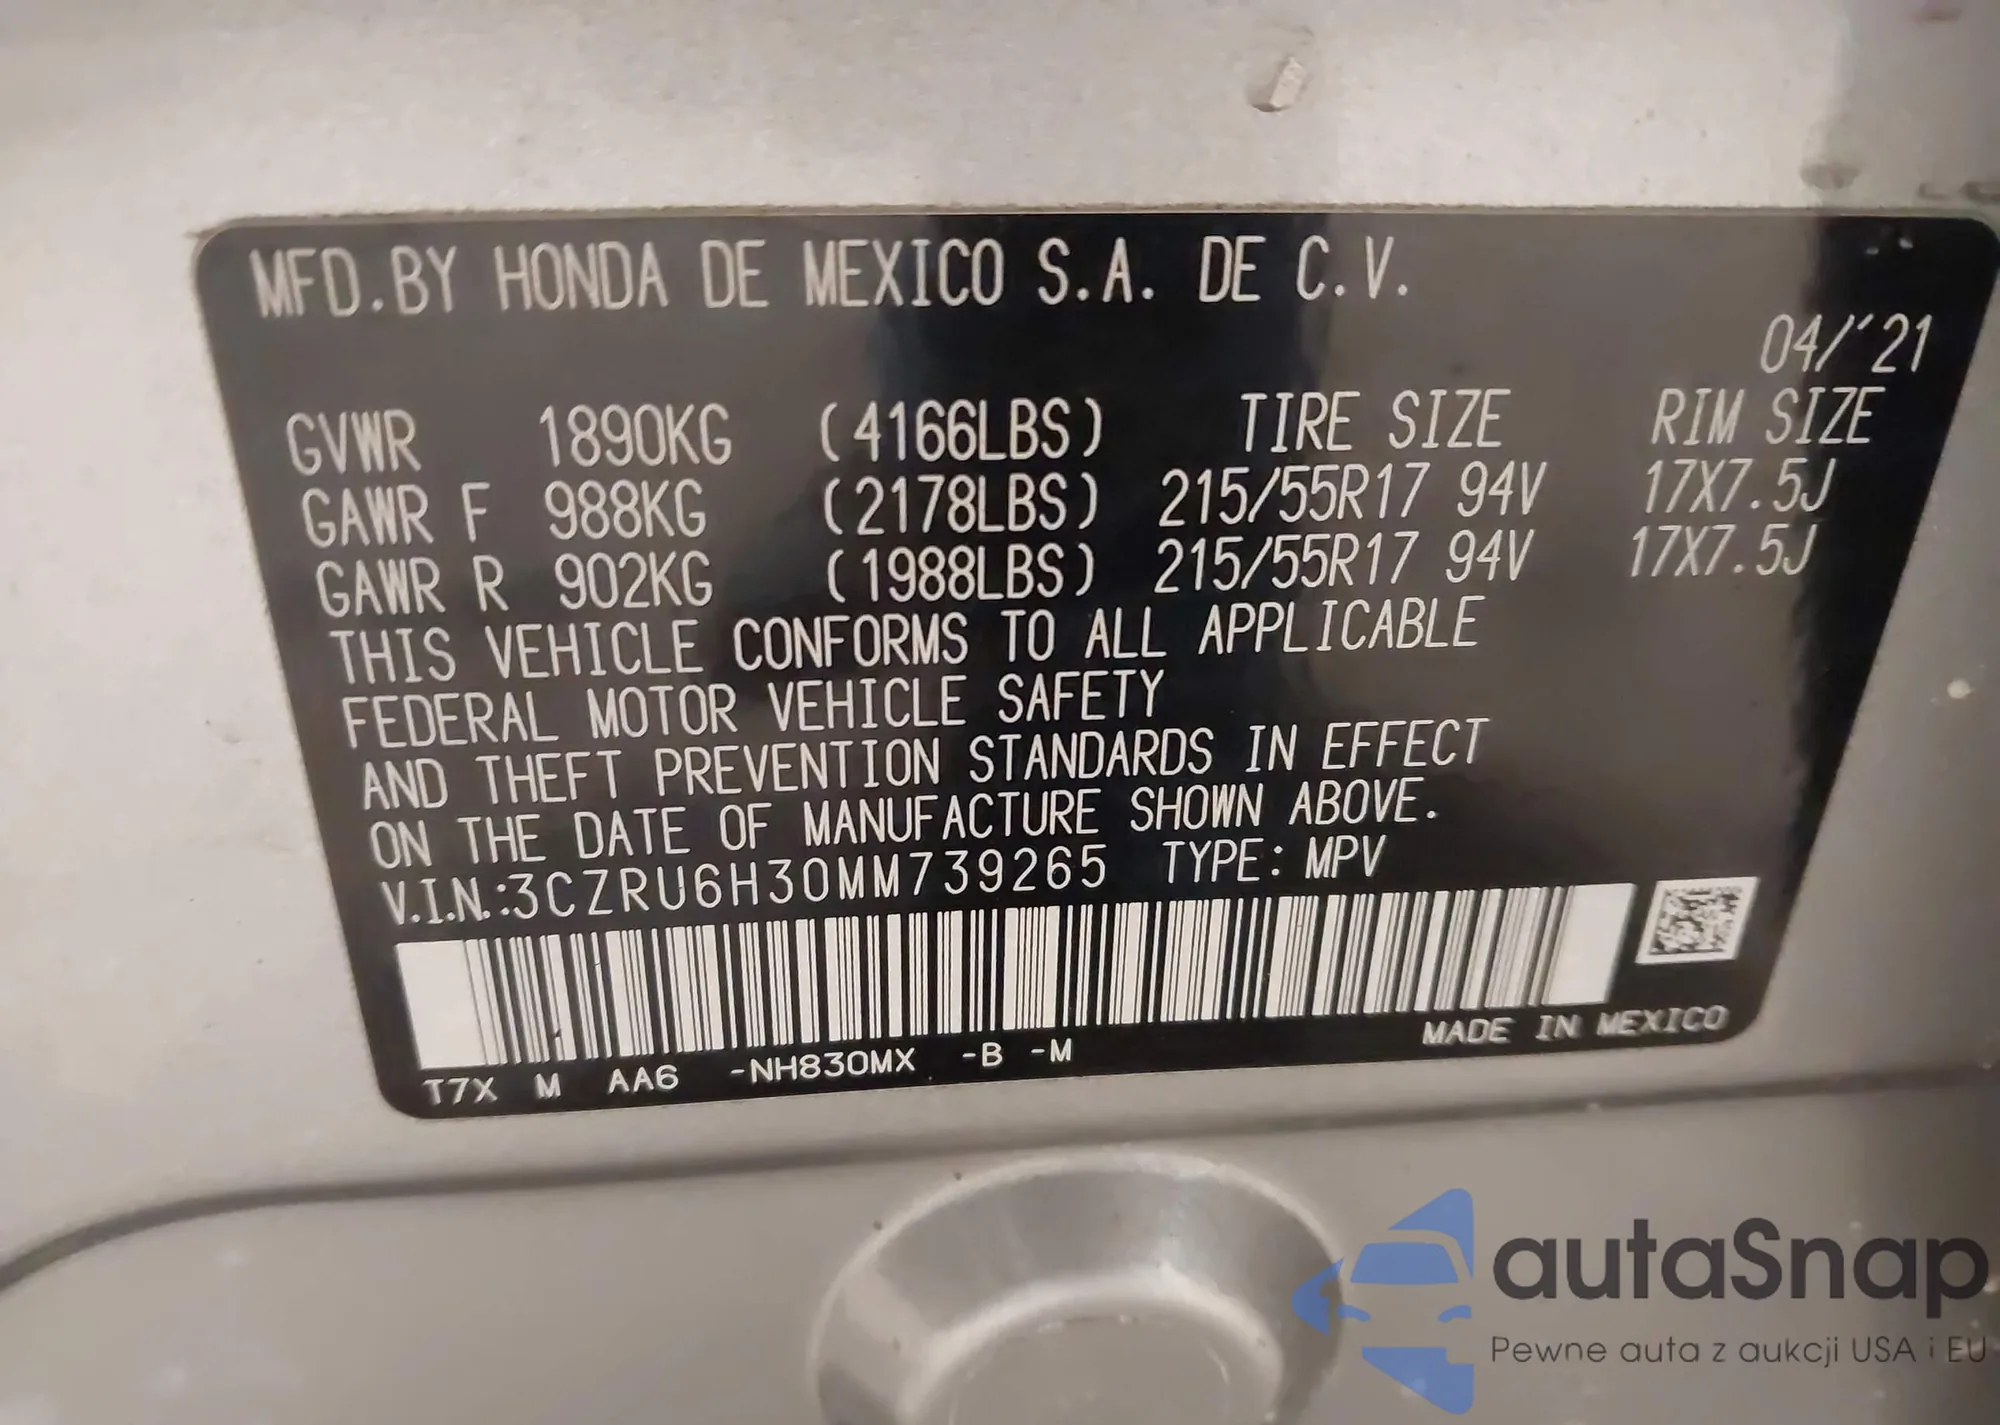 MFD.BY HONDA DE MEXICO S.A. DE C.V.
04/'21
GVWR 1890KG (4166LBS) TIRE SIZE RIM SIZE
GAWR F 988KG (2178LBS) 215/55R17 94V 17X7.5J
GAWR R 902KG (1988LBS) 215/55R17 94V 17X7.5J
THIS VEHICLE CONFORMS TO ALL APPLICABLE
FEDERAL MOTOR VEHICLE SAFETY
AND THEFT PREVENTION STANDARDS IN EFFECT
ON THE DATE OF MANUFACTURE SHOWN ABOVE.
V.I.N.:3CZRU6H30MM739265 TYPE: MPV
MADE IN MEXICO
T7X M AA6 -NH830MX -B -M
autaSnap
Pewne auta z aukcji USA i EU